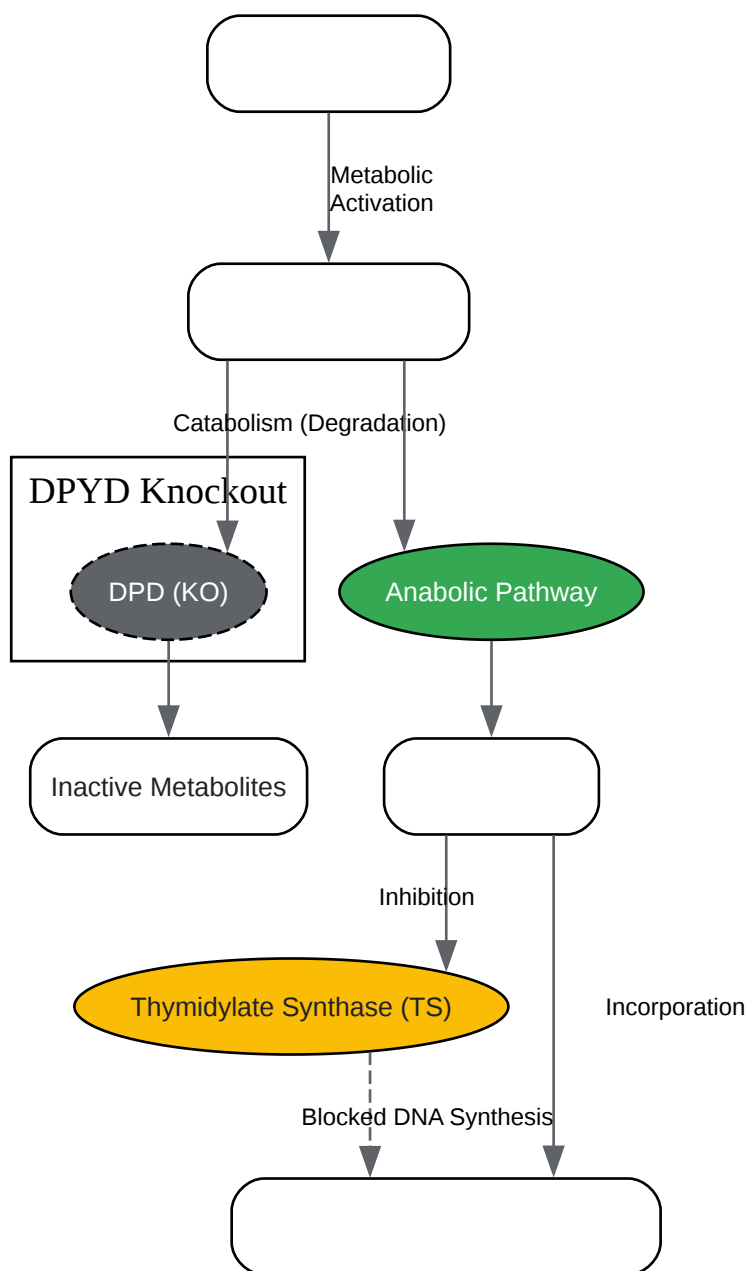 Metabolic
Activation
Catabolism (Degradation)
DPYD Knockout
DPD (KO)
Anabolic Pathway
Inactive Metabolites
Inhibition
Thymidylate Synthase (TS)
Incorporation
Blocked DNA Synthesis